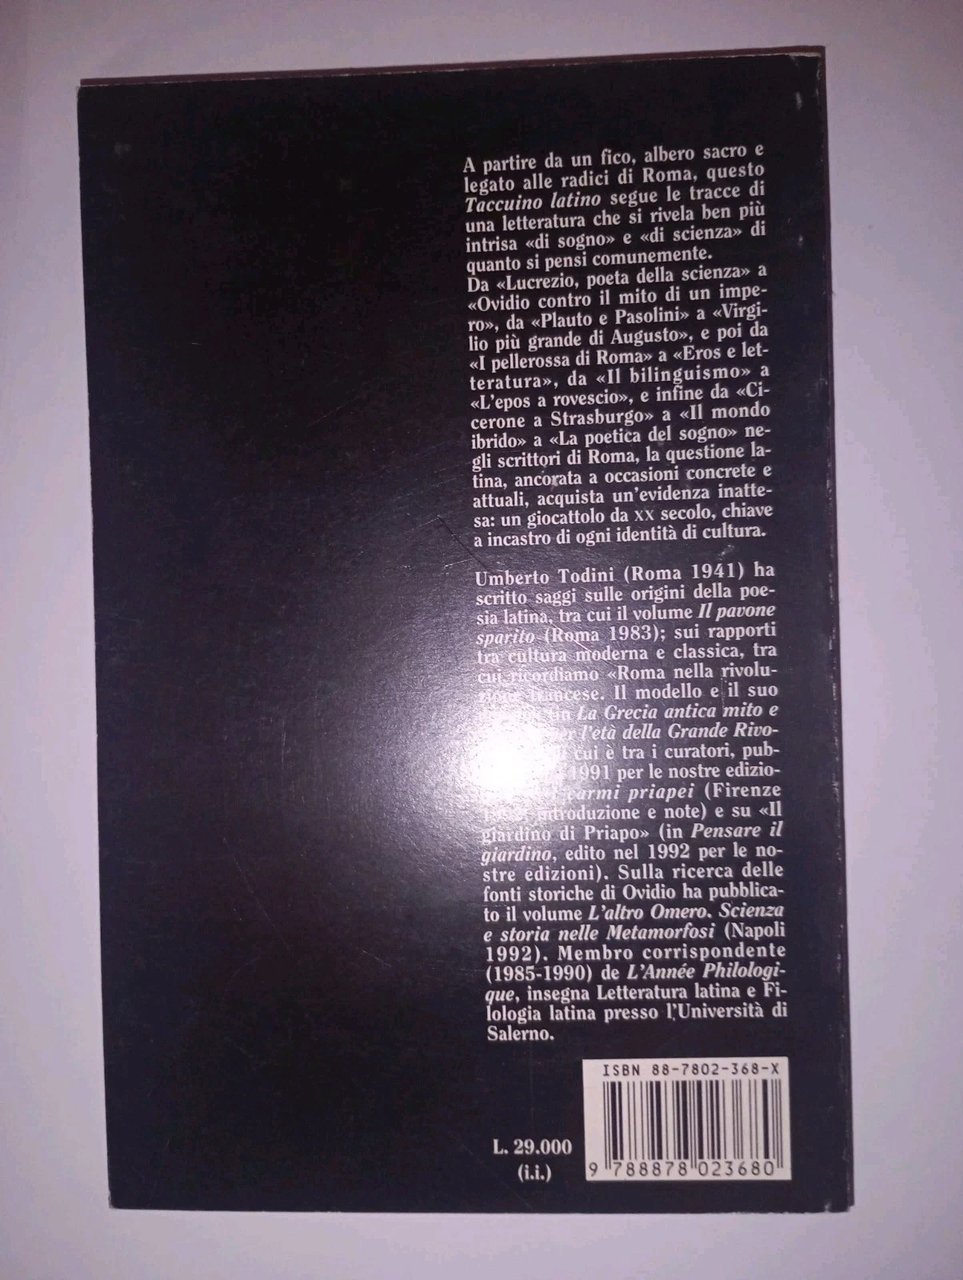 A partire da un fico, albero sacro e
legato alle radici di Roma, questo
Taccuino latino segue le tracce di
una letteratura che si rivela ben più
intrisa «di sogno» e «di scienza» di
quanto si pensi comunemente.
Da «Lucrezio, poeta della scienza» a
«Ovidio contro il mito di un impe-
ro», da «Plauto e Pasolini» a «Virgi-
lio più grande di Augusto», e poi da
«I pellerossa di Roma» a «Eros e let-
teratura», da «Il bilinguismo» a
«L'epos a rovescio», e infine da «Ci-
cerone a Strasburgo» a «Il mondo
ibrido» a «La poetica del sogno» ne-
gli scrittori di Roma, la questione la-
tina, ancorata a occasioni concrete e
attuali, acquista un'evidenza inatte-
sa: un giocattolo da XX secolo, chiave
a incastro di ogni identità di cultura.
Umberto Todini (Roma 1941) ha
scritto saggi sulle origini della poe-
sia latina, tra cui il volume Il pavone
sparito (Roma 1983); sui rapporti
tra cultura moderna e classica, tra
cui ricordiamo «Roma nella rivolu-
zione francese. Il modello e il suo
in La Grecia antica mito e
per l'età della Grande Rivo-
cui è tra i curatori, pub-
1991 per le nostre edizio-
carmi priapei (Firenze
introduzione e note) e su «Il
giardino di Priapo» (in Pensare il
giardino, edito nel 1992 per le no-
stre edizioni). Sulla ricerca delle
fonti storiche di Ovidio ha pubblica-
to il volume L'altro Omero. Scienza
e storia nelle Metamorfosi (Napoli
1992). Membro corrispondente
(1985-1990) de L'Année Philologi-
que, insegna Letteratura latina e Fi-
lologia latina presso l'Università di
Salerno.
ISBN 88-7802-368-X
L. 29.000
(i.i.)
9 788878 023680